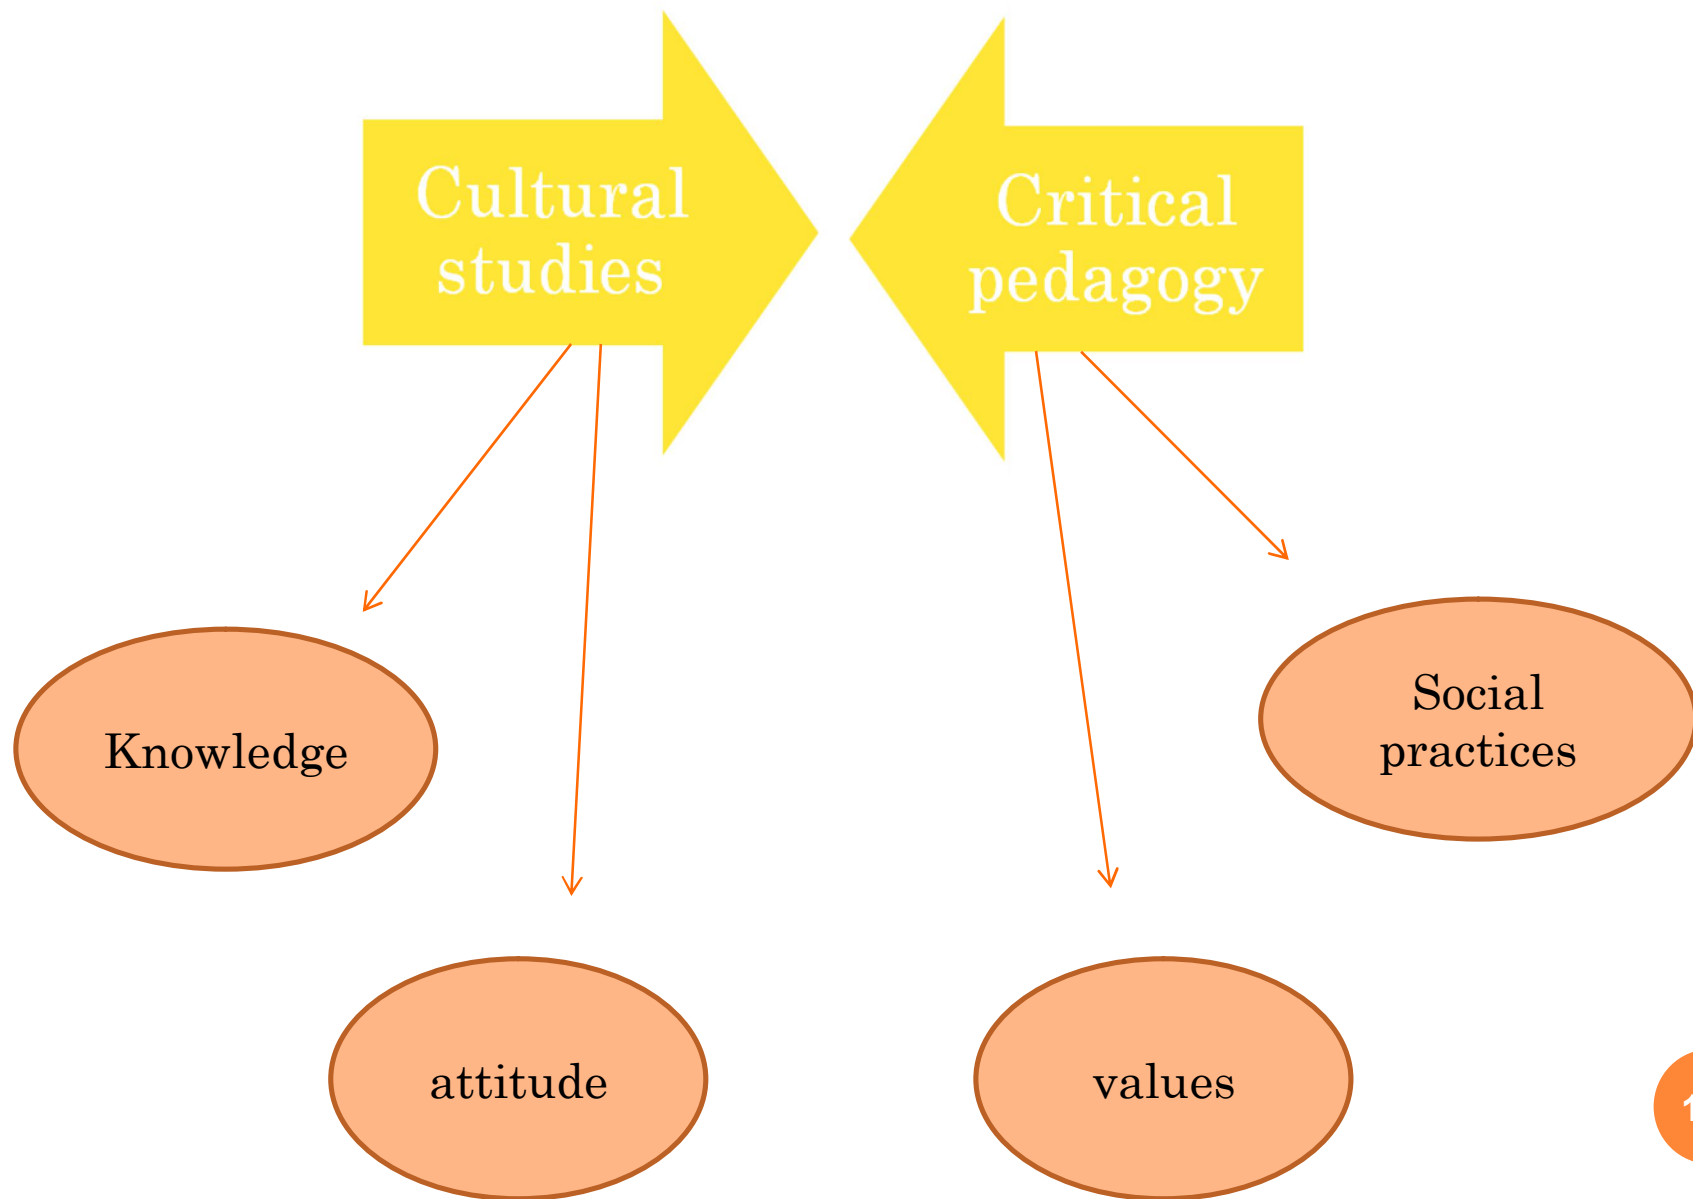 Cultural
studies
Critical
pedagogy
Knowledge
Social
practices
attitude
values